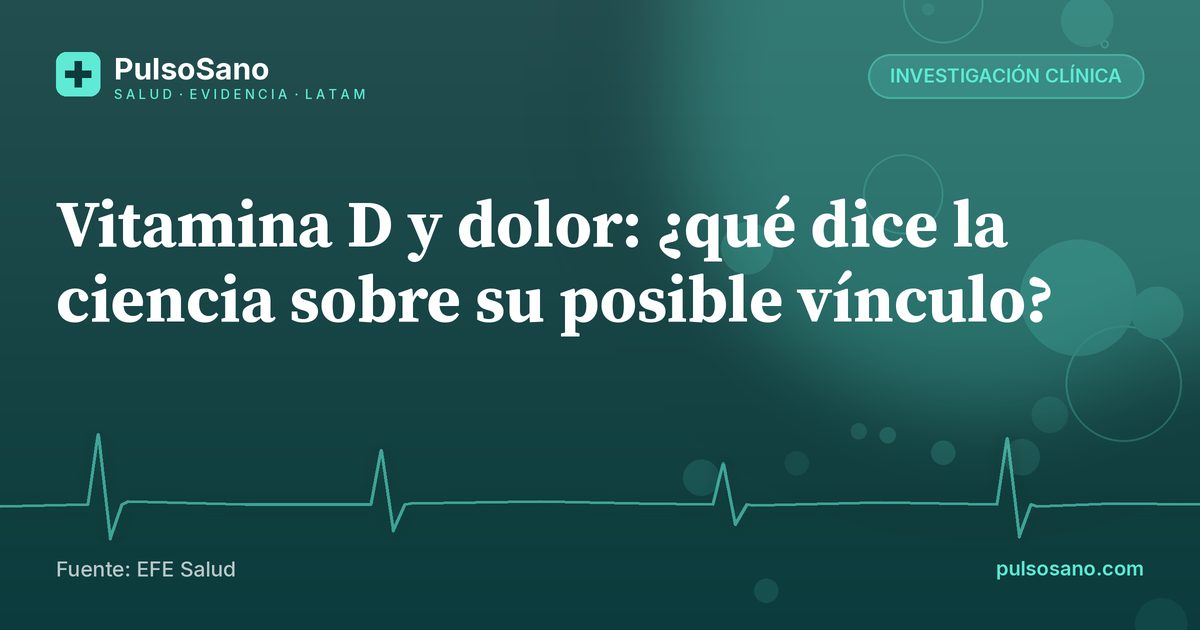 PulsoSano
SALUD · EVIDENCIA · LATAM
INVESTIGACIÓN CLÍNICA
Vitamina D y dolor: ¿qué dice la
ciencia sobre su posible vínculo?
Fuente: EFE Salud
pulsosano.com